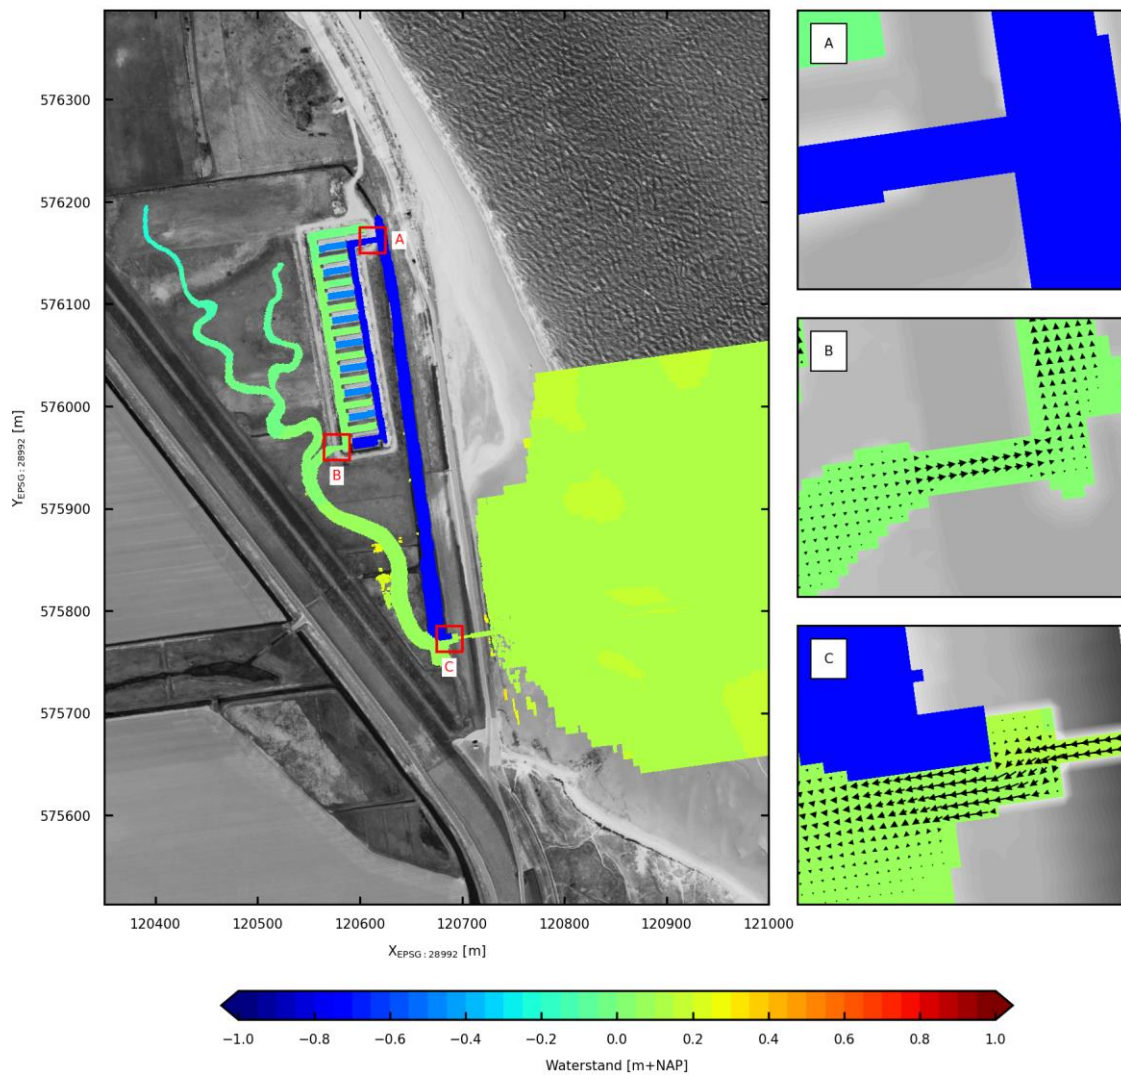 A
B
C
576300
576200
576100
576000
575900
575800
575700
575600
Y EPSG:28992 [m]
A
B
C
120400 120500 120600 120700 120800 120900 121000
X EPSG:28992 [m]
−1.0 −0.8 −0.6 −0.4 −0.2 0.0 0.2 0.4 0.6 0.8 1.0
Waterstand [m+NAP]